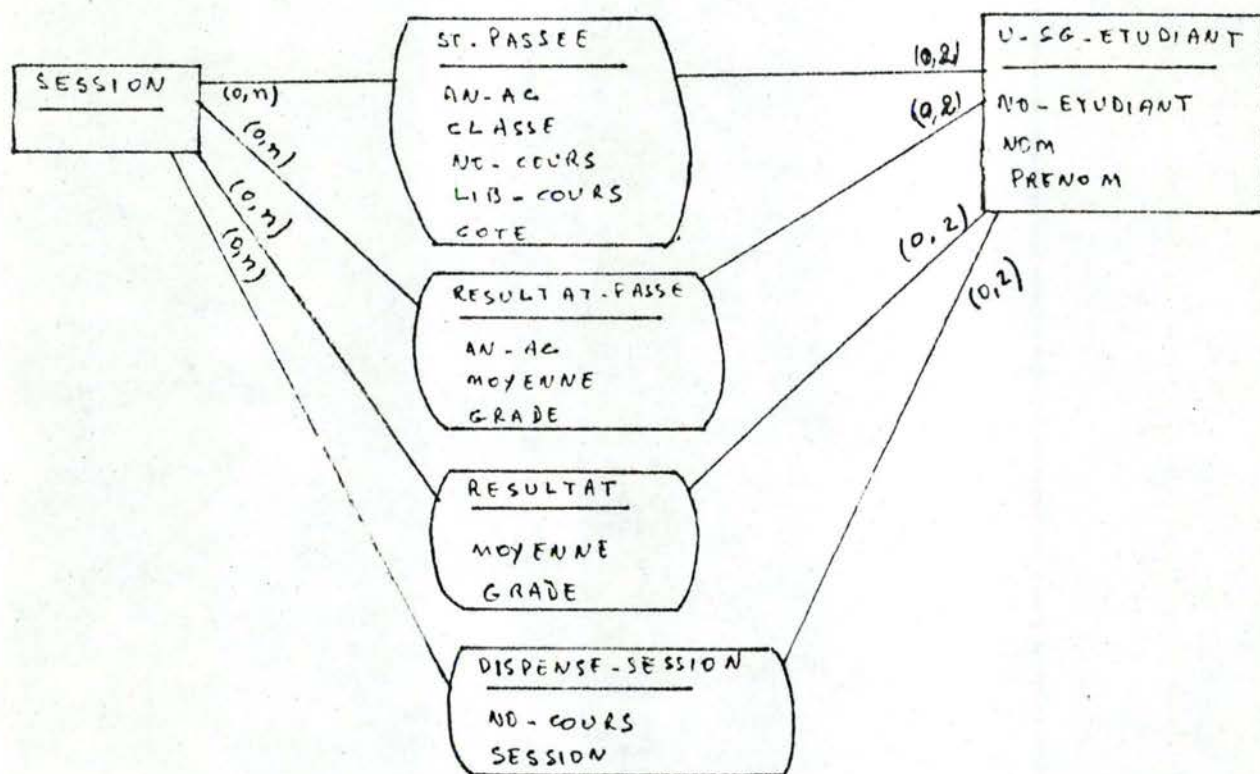 SESSION
(0,n)
(0,n)
(0,n)
(0,n)
ST-PASSEE
AN-AC
CLASSE
NO-COURS
LIB-COURS
COTE
RESULTAT-PASSE
AN-AC
MOYENNE
GRADE
RESULTAT
MOYENNE
GRADE
DISPENSE-SESSION
NO-COURS
SESSION
(0,2)
(0,2)
(0,2)
(0,2)
U-SG-ETUDIANT
NO-ETUDIANT
NOM
PRENOM